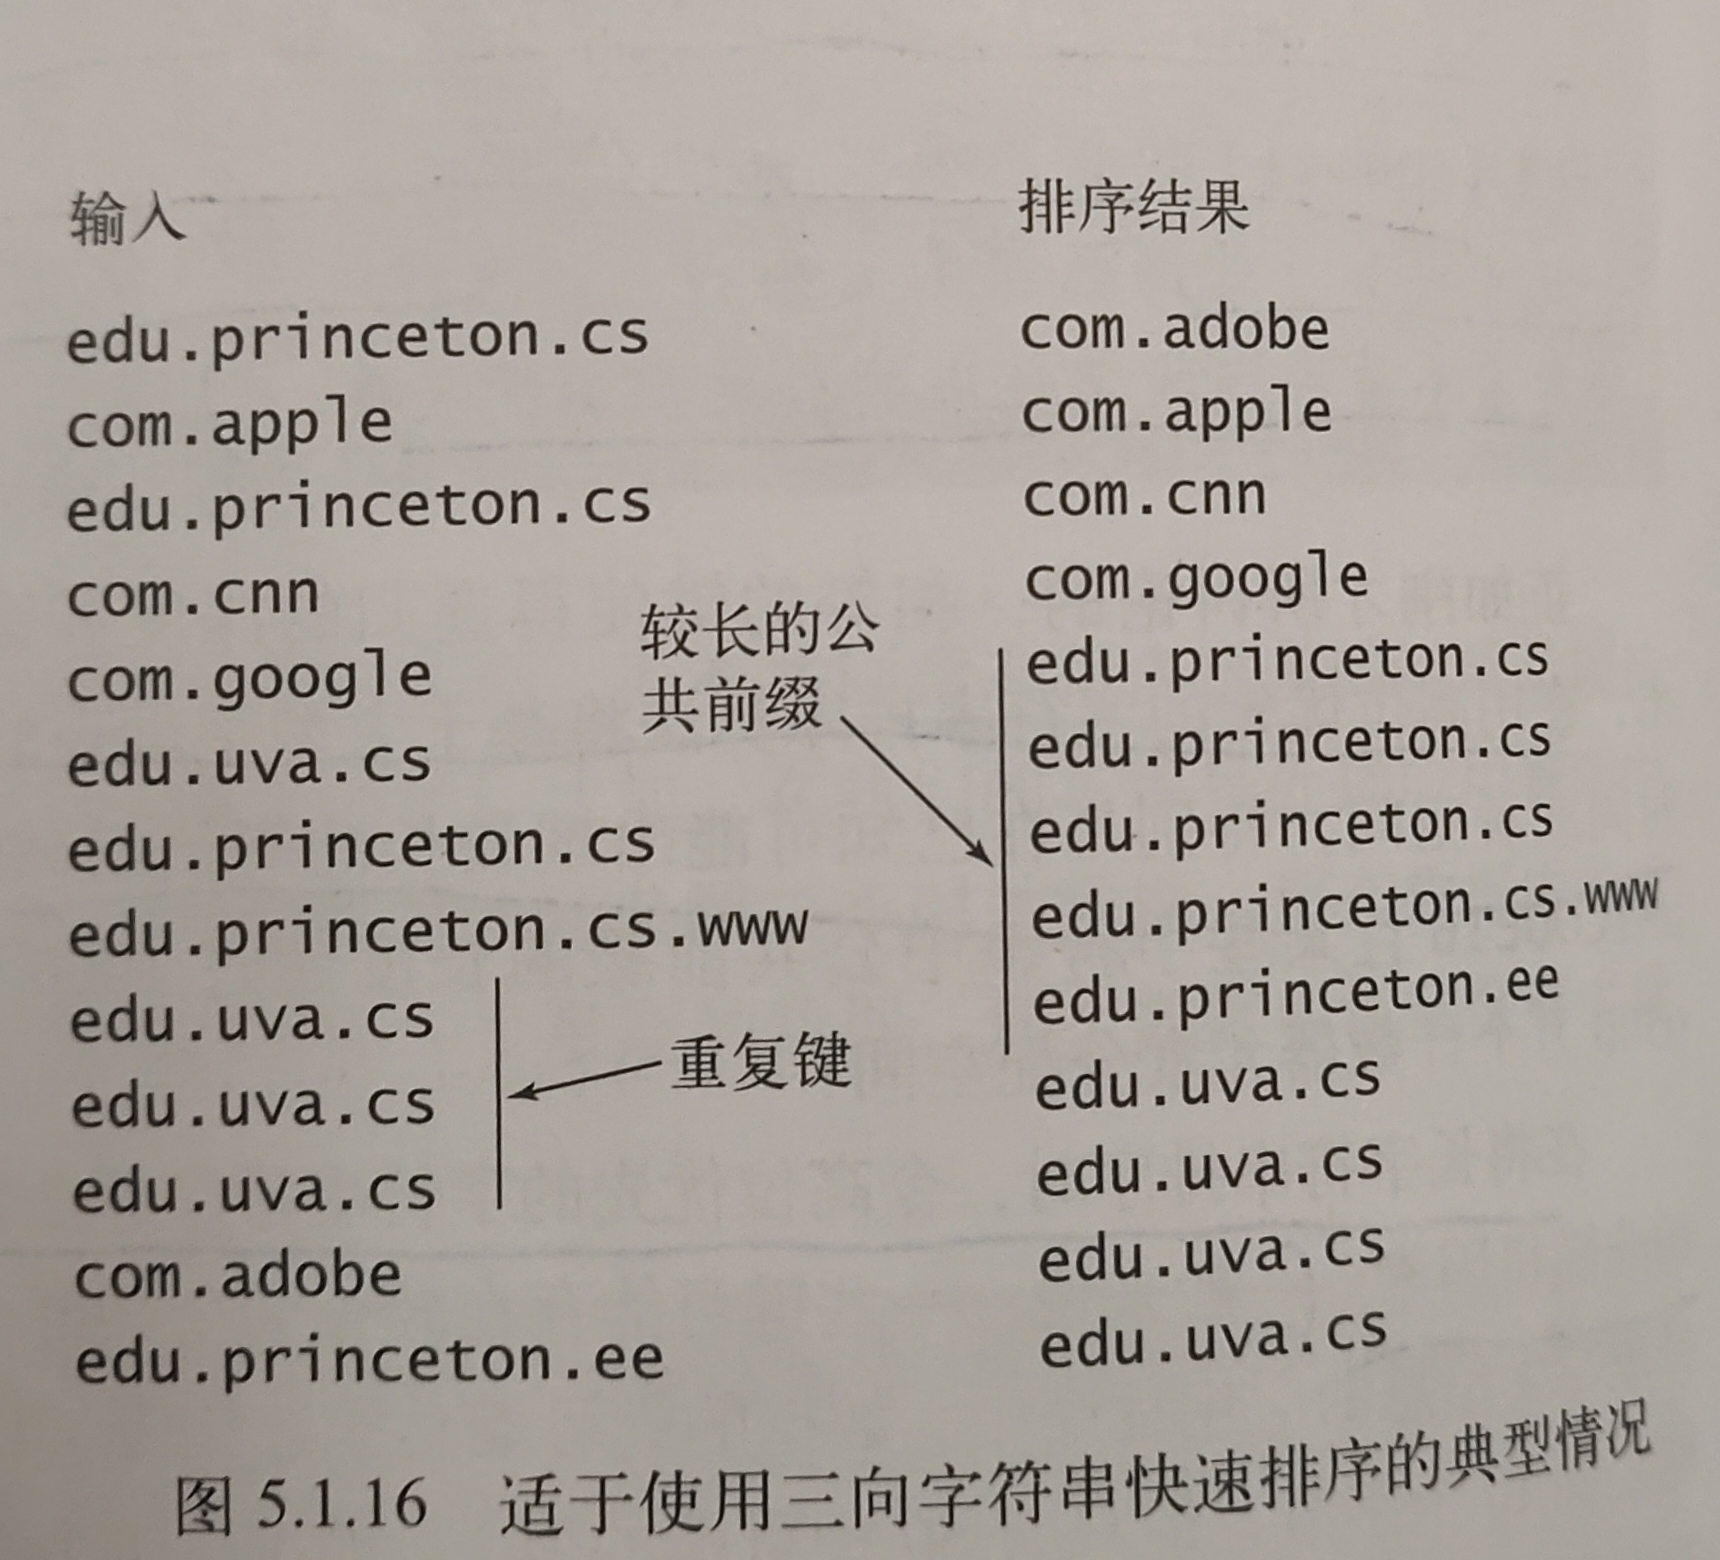 输入
edu.princeton.cs
com.apple
edu.princeton.cs
com.cnn
com.google
edu.uva.cs
edu.princeton.cs
edu.princeton.cs.www
edu.uva.cs
edu.uva.cs
edu.uva.cs
com.adobe
edu.princeton.ee
较长的公
共前缀
重复键
排序结果
com.adobe
com.apple
com.cnn
com.google
edu.princeton.cs
edu.princeton.cs
edu.princeton.cs
edu.princeton.cs.www
edu.princeton.ee
edu.uva.cs
edu.uva.cs
edu.uva.cs
edu.uva.cs
图 5.1.16 适于使用三向字符串快速排序的典型情况